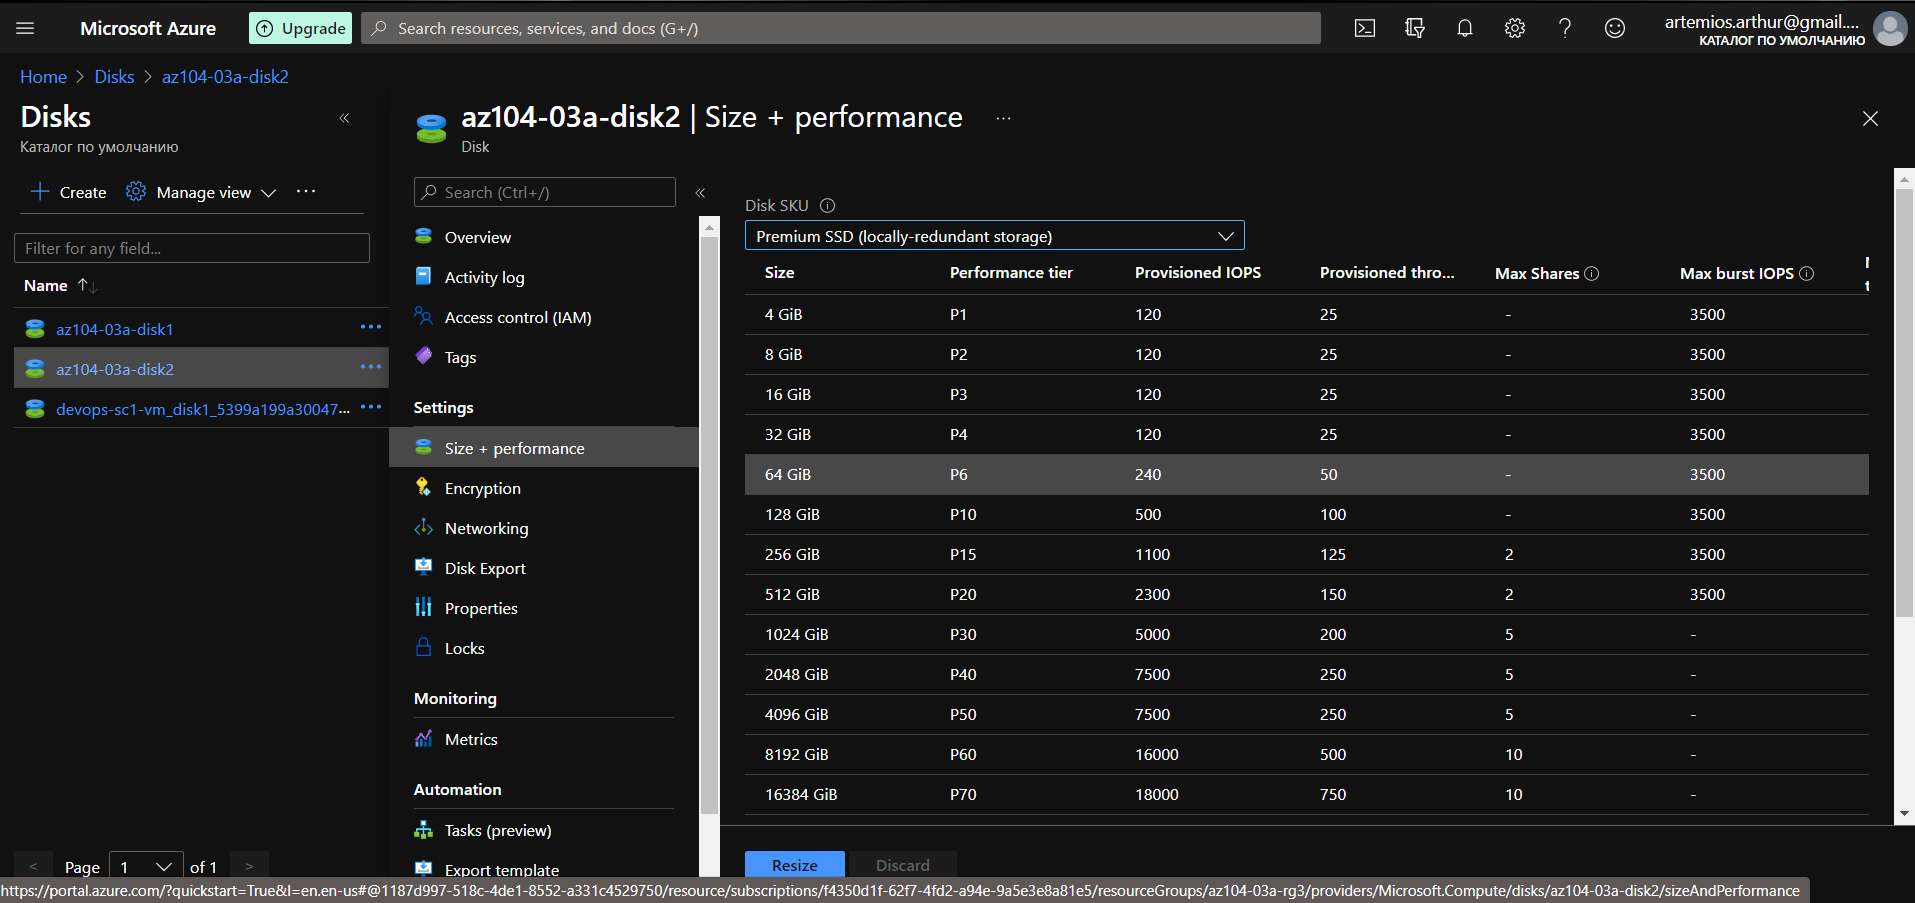 Microsoft Azure
Upgrade
Search resources, services, and docs (G+/)
artemios.arthur@gmail....
КАТАЛОГ ПО УМОЛЧАНИЮ
Home > Disks > az104-03a-disk2
Disks
«
Каталог по умолчанию
Create
Manage view
...
Filter for any field...
Name
az104-03a-disk1 ...
az104-03a-disk2 ...
devops-sc1-vm_disk1_5399a199a30047... ...
< Page 1 of 1 >
az104-03a-disk2 | Size + performance ...
Disk
Search (Ctrl+/)
«
Overview
Activity log
Access control (IAM)
Tags
Settings
Size + performance
Encryption
Networking
Disk Export
Properties
Locks
Monitoring
Metrics
Automation
Tasks (preview)
Export template
Disk SKU
Premium SSD (locally-redundant storage)
Size Performance tier Provisioned IOPS Provisioned thro... Max Shares Max burst IOPS
4 GiB P1 120 25 - 3500
8 GiB P2 120 25 - 3500
16 GiB P3 120 25 - 3500
32 GiB P4 120 25 - 3500
64 GiB P6 240 50 - 3500
128 GiB P10 500 100 - 3500
256 GiB P15 1100 125 2 3500
512 GiB P20 2300 150 2 3500
1024 GiB P30 5000 200 5 -
2048 GiB P40 7500 250 5 -
4096 GiB P50 7500 250 5 -
8192 GiB P60 16000 500 10 -
16384 GiB P70 18000 750 10 -
Resize
Discard
https://portal.azure.com/?quickstart=True&l=en.en-us#@1187d997-518c-4de1-8552-a331c4529750/resource/subscriptions/f4350d1f-62f7-4fd2-a94e-9a5e3e8a81e5/resourceGroups/az104-03a-rg3/providers/Microsoft.Compute/disks/az104-03a-disk2/sizeAndPerformance